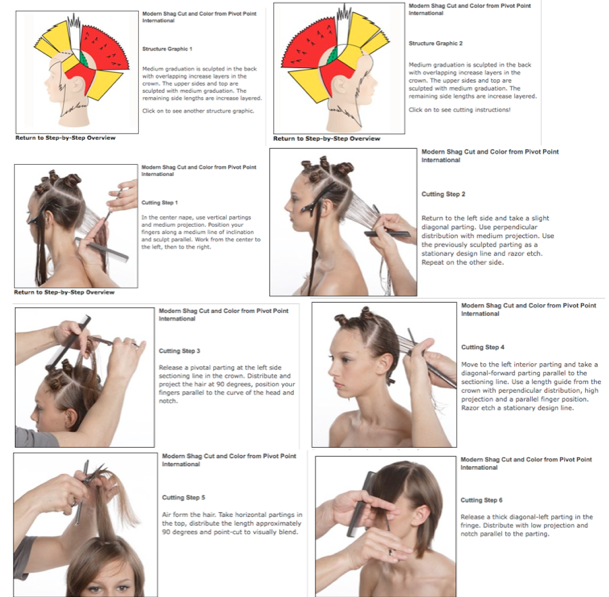 Modern Shag Cut and Color from Pivot Point
International
Structure Graphic 1
Medium graduation is sculpted in the back
with overlapping increase layers in the
crown. The upper sides and top are
sculpted with medium graduation. The
remaining side lengths are increase layered.
Click on to see another structure graphic.
Return to Step-by-Step Overview
Modern Shag Cut and Color from Pivot Point
International
Structure Graphic 2
Medium graduation is sculpted in the back
with overlapping increase layers in the
crown. The upper sides and top are
sculpted with medium graduation. The
remaining side lengths are increase layered.
Click on to see cutting instructions!
Return to Step-by-Step Overview
Modern Shag Cut and Color from Pivot Point
International
Cutting Step 1
In the center nape, use vertical partings
and medium projection. Position your
fingers along a medium line of inclination
and sculpt parallel. Work from the center to
the left, then to the right.
Return to Step-by-Step Overview
Modern Shag Cut and Color from Pivot Point
International
Cutting Step 2
Return to the left side and take a slight
diagonal parting. Use perpendicular
distribution with medium projection. Use
the previously sculpted parting as a
stationary design line and razor etch.
Repeat on the other side.
Modern Shag Cut and Color from Pivot Point
International
Cutting Step 3
Release a pivotal parting at the left side
sectioning line in the crown. Distribute and
project the hair at 90 degrees, position your
fingers parallel to the curve of the head and
notch.
Modern Shag Cut and Color from Pivot Point
International
Cutting Step 4
Move to the left interior parting and take a
diagonal-forward parting parallel to the
sectioning line. Use a length guide from the
crown with perpendicular distribution, high
projection and a parallel finger position.
Razor etch a stationary design line.
Modern Shag Cut and Color from Pivot Point
International
Cutting Step 5
Air form the hair. Take horizontal partings in
the top, distribute the length approximately
90 degrees and point-cut to visually blend.
Modern Shag Cut and Color from Pivot Point
International
Cutting Step 6
Release a thick diagonal-left parting in the
fringe. Distribute with low projection and
notch parallel to the parting.